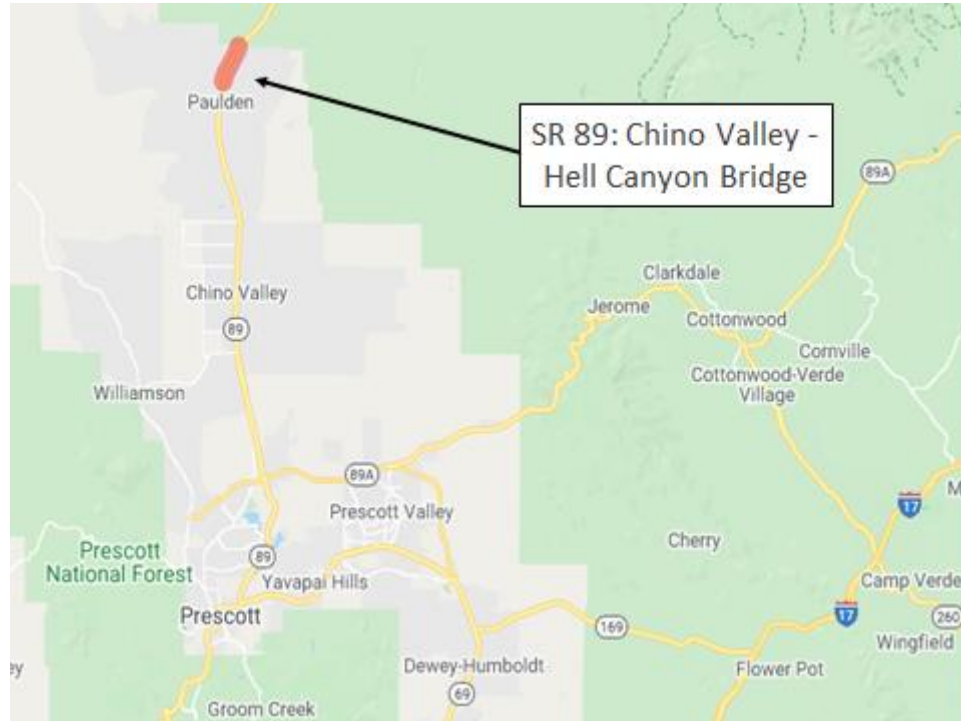 Paulden
SR 89: Chino Valley -
Hell Canyon Bridge
89A
Clarkdale
Chino Valley
Jerome
Cottonwood
89
Cornville
Williamson
Cottonwood-Verde
Village
89A
17
Prescott Valley
Prescott
National Forest
89
Yavapai Hills
Cherry
Camp Verde
Prescott
17
260
169
Wingfield
Dewey-Humboldt
Flower Pot
69
Groom Creek
M
ey